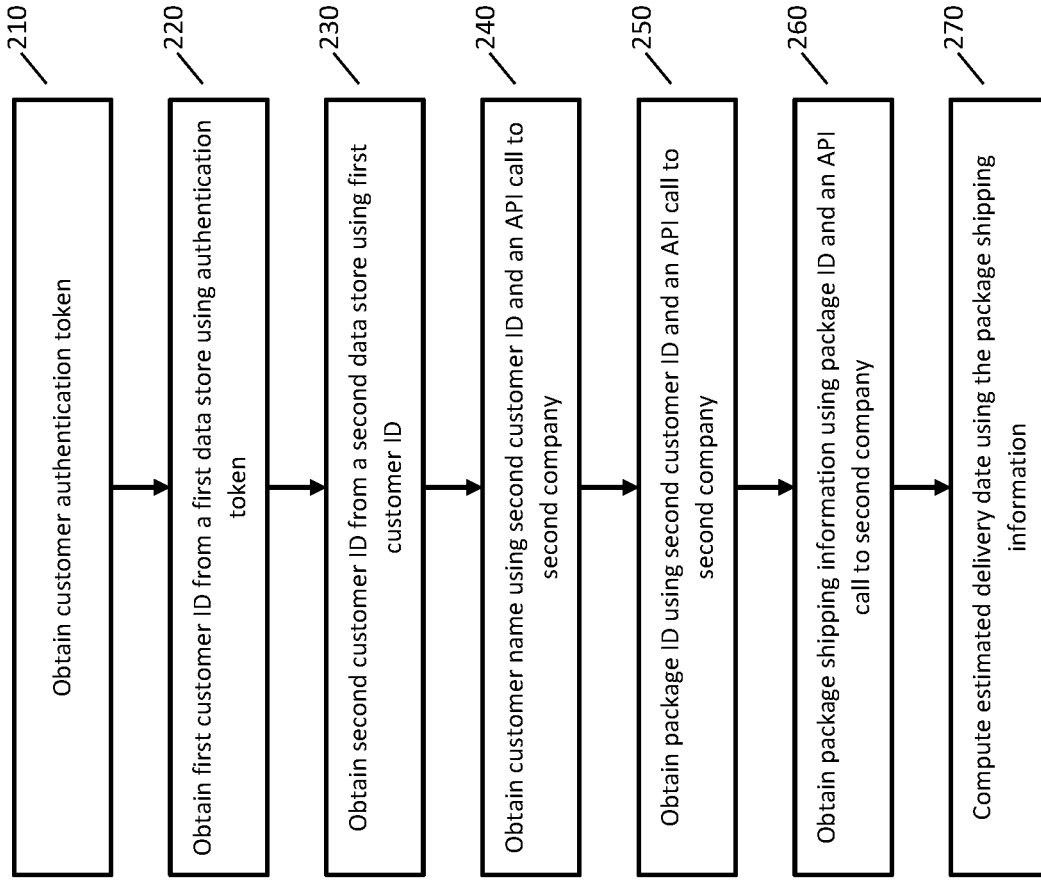 210
Obtain customer authentication token
220
Obtain first customer ID from a first data store using authentication
token
230
Obtain second customer ID from a second data store using first
customer ID
240
Obtain customer name using second customer ID and an API call to
second company
250
Obtain package ID using second customer ID and an API call to
second company
260
Obtain package shipping information using package ID and an API
call to second company
270
Compute estimated delivery date using the package shipping
information